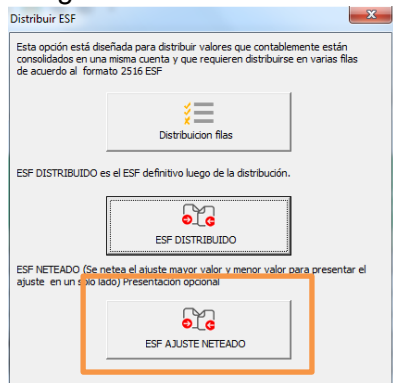 Distribuir ESF
x
Esta opción está diseñada para distribuir valores que contablemente están
consolidados en una misma cuenta y que requieren distribuirse en varias filas
de acuerdo al formato 2516 ESF
Distribuicion filas
ESF DISTRIBUIDO es el ESF definitivo luego de la distribución.
ESF DISTRIBUIDO
ESF NETEADO (Se netea el ajuste mayor valor y menor valor para presentar el
ajuste en un solo lado) Presentación opcional
ESF AJUSTE NETEADO